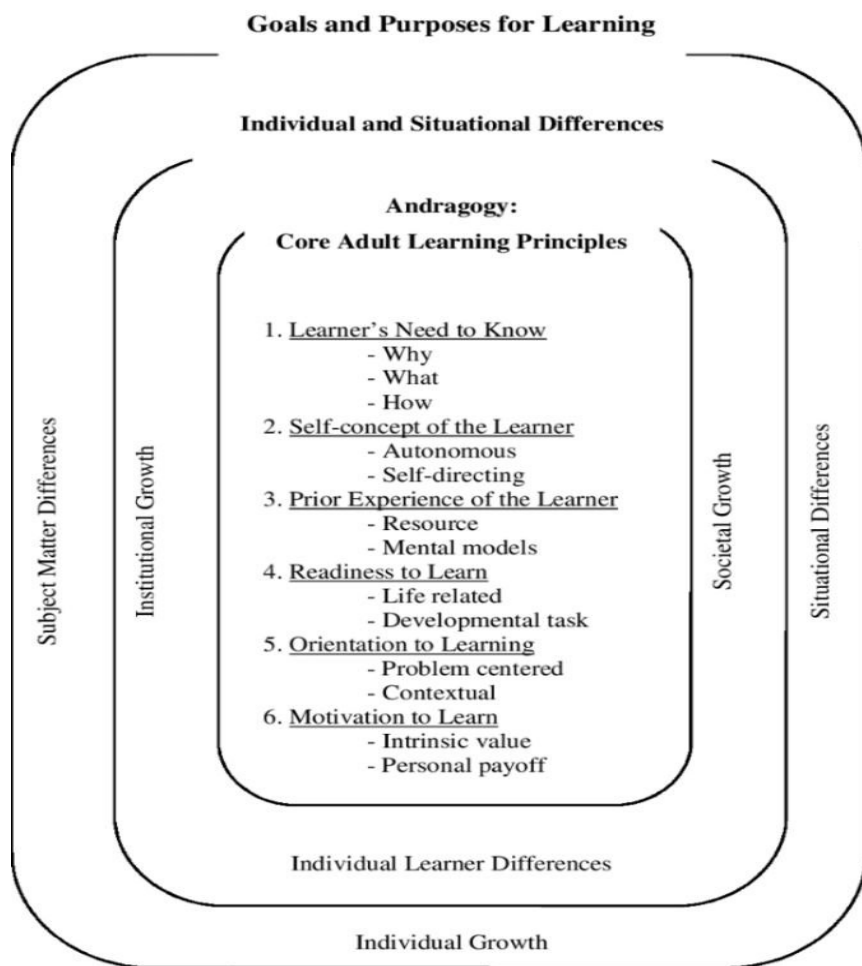 Goals and Purposes for Learning
Individual and Situational Differences
Andragogy:
Core Adult Learning Principles
1. Learner's Need to Know
- Why
- What
- How
2. Self-concept of the Learner
- Autonomous
- Self-directing
3. Prior Experience of the Learner
- Resource
- Mental models
4. Readiness to Learn
- Life related
- Developmental task
5. Orientation to Learning
- Problem centered
- Contextual
6. Motivation to Learn
- Intrinsic value
- Personal payoff
Subject Matter Differences
Institutional Growth
Societal Growth
Situational Differences
Individual Learner Differences
Individual Growth